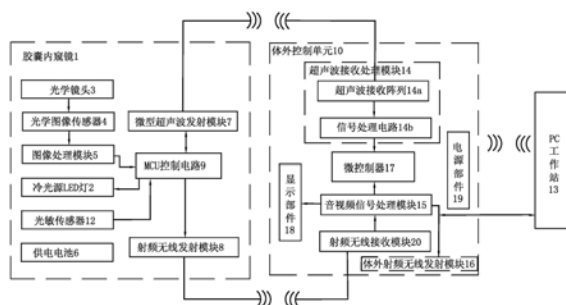 胶囊内窥镜1
光学镜头3
光学图像传感器4
图像处理模块5
冷光源LED灯2
光敏传感器12
供电电池6
微型超声波发射模块7
MCU控制电路9
射频无线发射模块8
体外控制单元10
超声波接收处理模块14
超声波接收阵列14a
信号处理电路14b
微控制器17
显示部件18
音视频信号处理模块15
电源部件19
射频无线接收模块20
体外射频无线发射模块16
PC工作站13